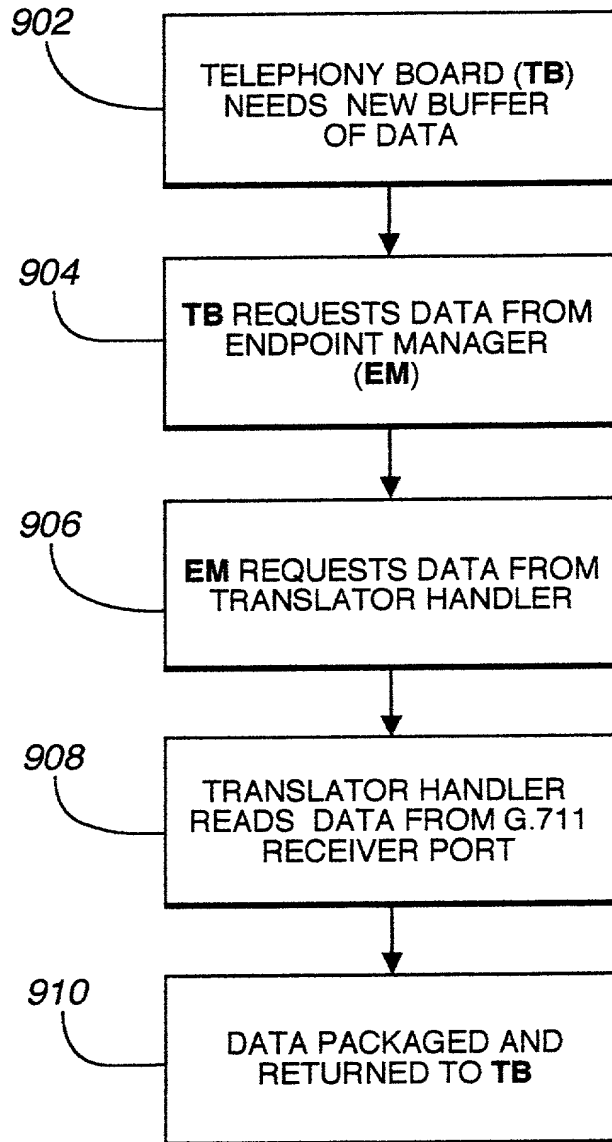 902
TELEPHONY BOARD (TB)
NEEDS NEW BUFFER
OF DATA
904
TB REQUESTS DATA FROM
ENDPOINT MANAGER
(EM)
906
EM REQUESTS DATA FROM
TRANSLATOR HANDLER
908
TRANSLATOR HANDLER
READS DATA FROM G.711
RECEIVER PORT
910
DATA PACKAGED AND
RETURNED TO TB